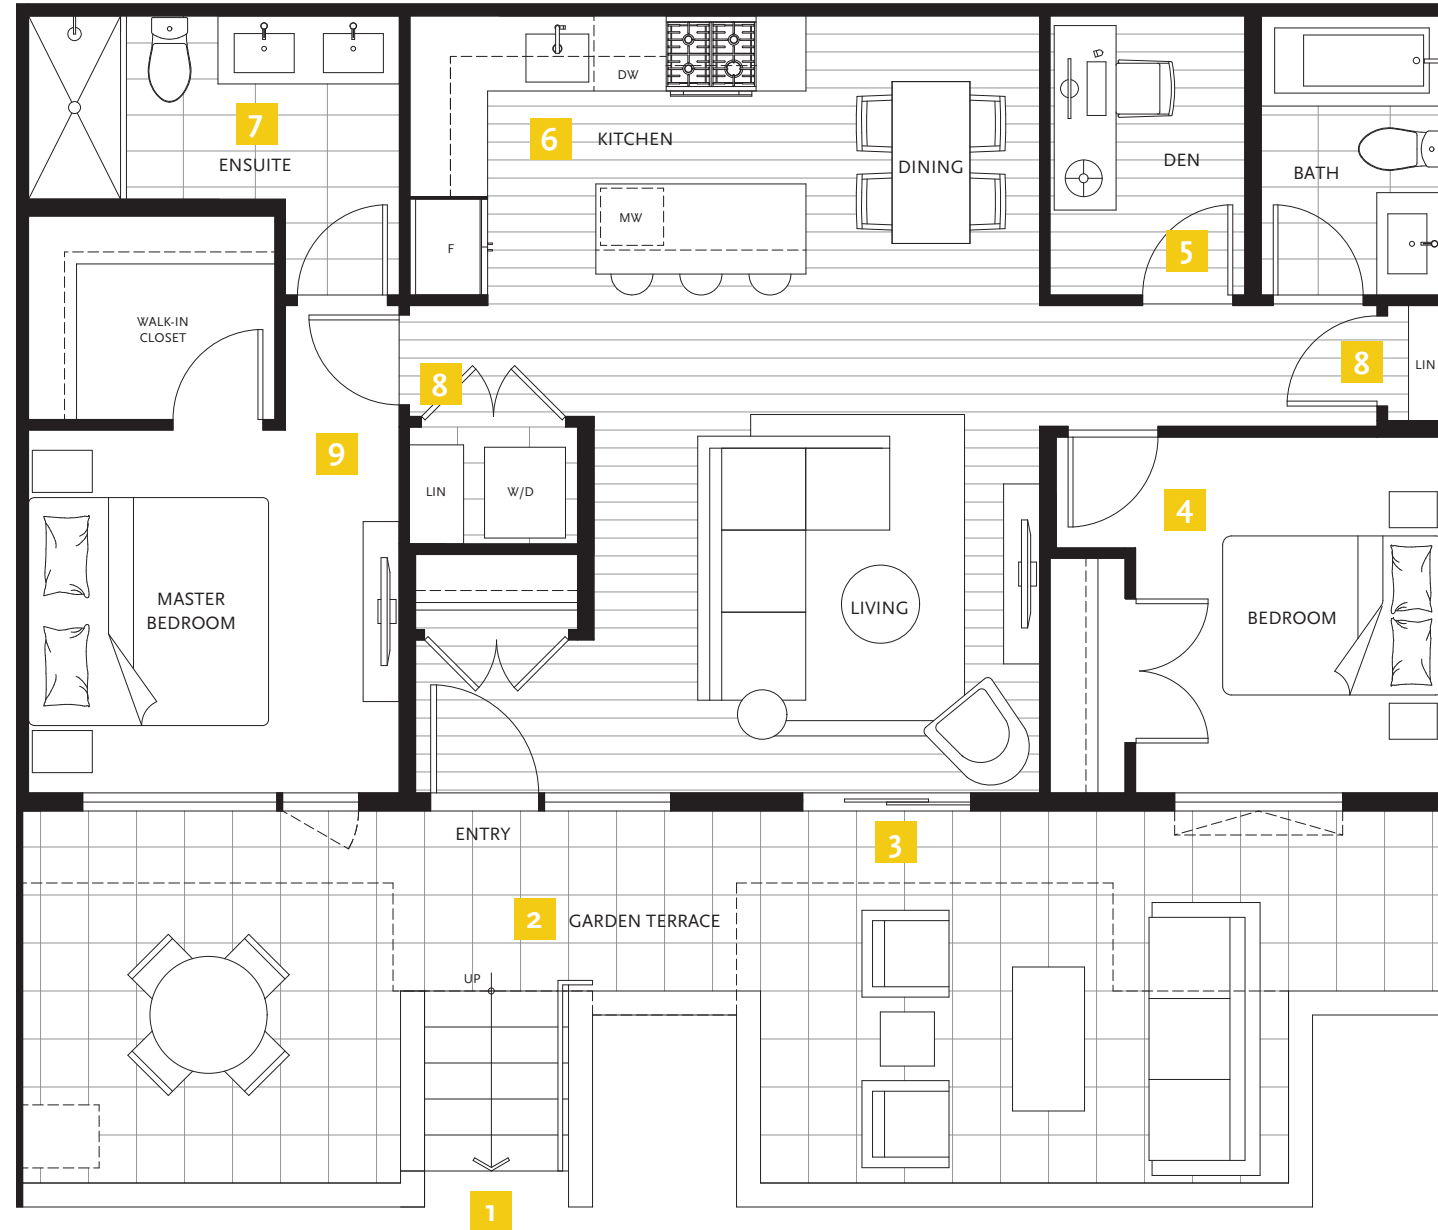 DW
7
6
KITCHEN
ENSUITE
DINING
DEN
BATH
MW
F
5
WALK-IN
CLOSET
8
8
LIN
9
LIN
W/D
4
MASTER
BEDROOM
LIVING
BEDROOM
ENTRY
3
2
GARDEN TERRACE
UP
1